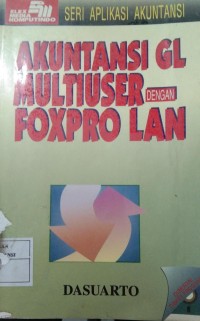 ELEX
MEDIA
KOMPUTINDO
SERI APLIKASI AKUNTANSI
AKUNTANSI GL
MULTIUSER DENGAN
FOXPRO LAN
DASUARTO